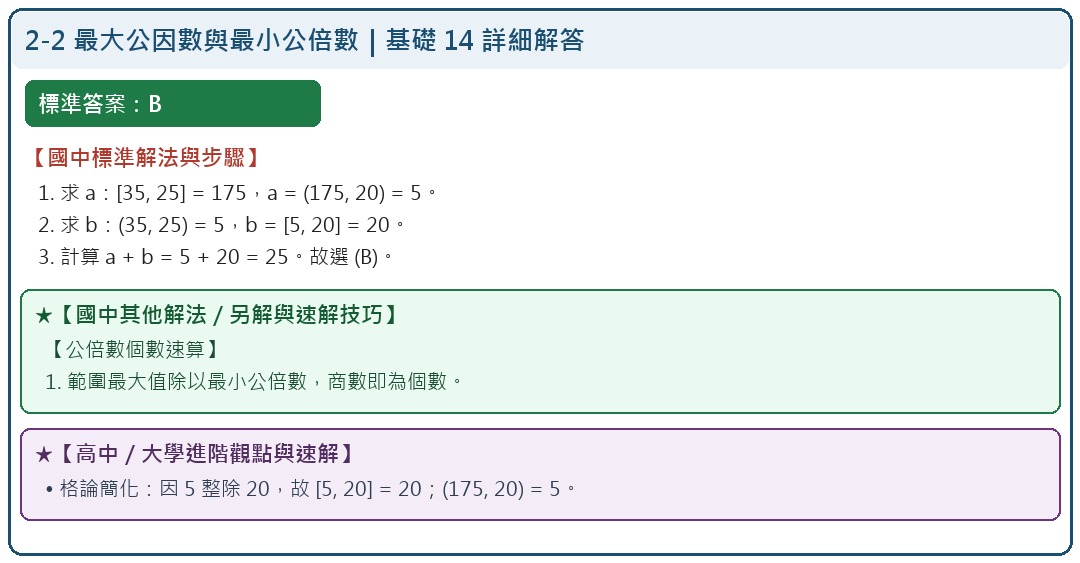 2-2 最大公因數與最小公倍數 | 基礎 14 詳細解答
標準答案：B
【國中標準解法與步驟】
1. 求 a：[35, 25] = 175，a = (175, 20) = 5。
2. 求 b：(35, 25) = 5，b = [5, 20] = 20。
3. 計算 a + b = 5 + 20 = 25。故選 (B)。
★【國中其他解法 / 另解與速解技巧】
【公倍數個數速算】
1. 範圍最大值除以最小公倍數，商數即為個數。
★【高中 / 大學進階觀點與速解】
• 格論簡化：因 5 整除 20，故 [5, 20] = 20；(175, 20) = 5。